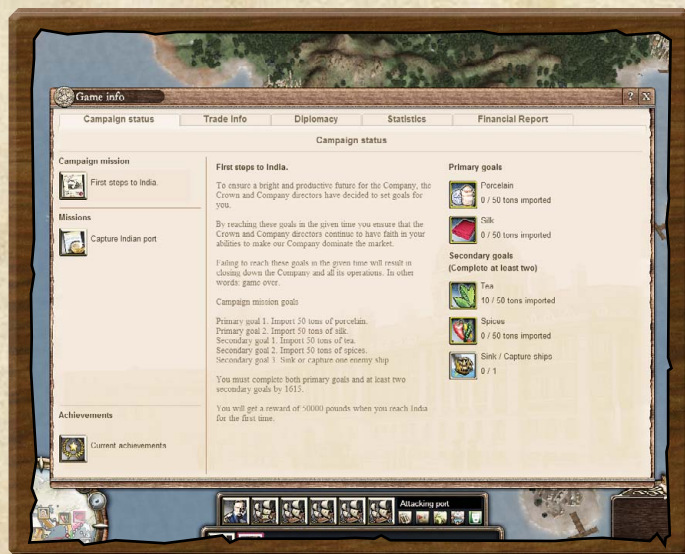 Game info
? X
Campaign status
Trade Info
Diplomacy
Statistics
Financial Report
Campaign status
Campaign mission
First steps to India.
Missions
Capture Indian port
Achievements
Current achievements
First steps to India.
To ensure a bright and productive future for the Company, the
Crown and Company directors have decided to set goals for
you.
By reaching these goals in the given time you ensure that the
Crown and Company directors continue to have faith in your
abilities to make our Company dominate the market.
Failing to reach these goals in the given time will result in
closing down the Company and all its operations. In other
words: game over.
Campaign mission goals
Primary goal 1. Import 50 tons of porcelain.
Primary goal 2. Import 50 tons of silk.
Secondary goal 1. Import 50 tons of tea.
Secondary goal 2. Import 50 tons of spices.
Secondary goal 3. Sink or capture one enemy ship
You must complete both primary goals and at least two
secondary goals by 1615.
You will get a reward of 50000 pounds when you reach India
for the first time.
Primary goals
Porcelain
0 / 50 tons imported
Silk
0 / 50 tons imported
Secondary goals
(Complete at least two)
Tea
10 / 50 tons imported
Spices
0 / 50 tons imported
Sink / Capture ships
0 / 1
Attacking port